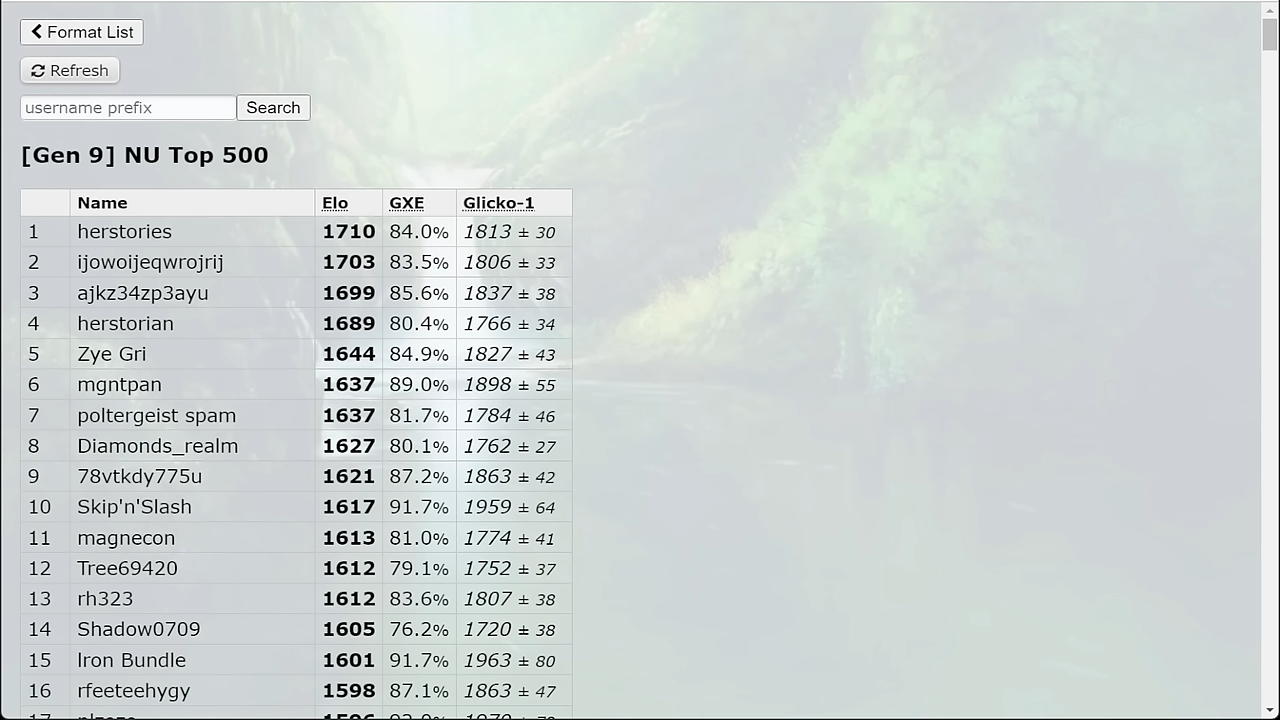 Format List
Refresh
username prefix Search
[Gen 9] NU Top 500
Name Elo GXE Glicko-1
1 herstories 1710 84.0% 1813 ± 30
2 ijowoijeqwrojrij 1703 83.5% 1806 ± 33
3 ajkz34zp3ayu 1699 85.6% 1837 ± 38
4 herstorian 1689 80.4% 1766 ± 34
5 Zye Gri 1644 84.9% 1827 ± 43
6 mgntpan 1637 89.0% 1898 ± 55
7 poltergeist spam 1637 81.7% 1784 ± 46
8 Diamonds_realm 1627 80.1% 1762 ± 27
9 78vtkdy775u 1621 87.2% 1863 ± 42
10 Skip'n'Slash 1617 91.7% 1959 ± 64
11 magnecon 1613 81.0% 1774 ± 41
12 Tree69420 1612 79.1% 1752 ± 37
13 rh323 1612 83.6% 1807 ± 38
14 Shadow0709 1605 76.2% 1720 ± 38
15 lron Bundle 1601 91.7% 1963 ± 80
16 rfeeteehygy 1598 87.1% 1863 ± 47
17